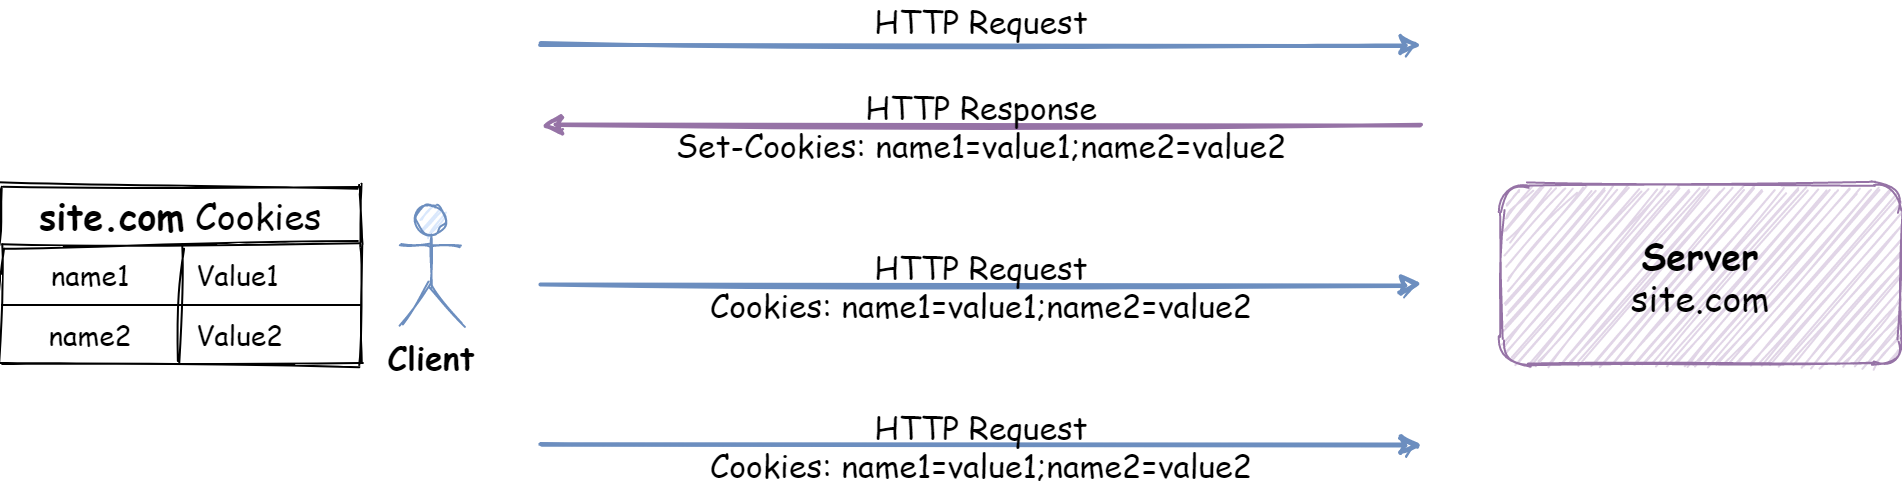 HTTP Request
HTTP Response
Set-Cookies: name1=value1;name2=value2
site.com Cookies
name1 Value1
name2 Value2
Client
HTTP Request
Cookies: name1=value1;name2=value2
Server
site.com
HTTP Request
Cookies: name1=value1;name2=value2